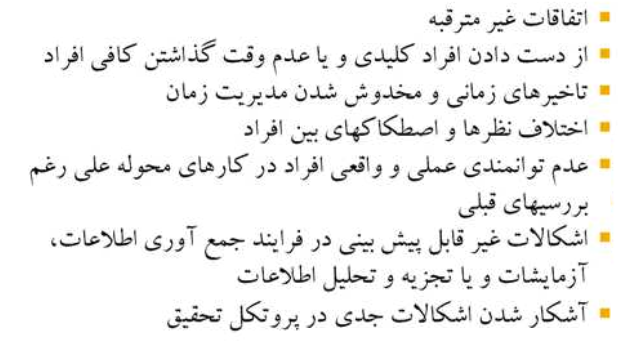 ▪ اتفاقات غیر مترقبه
▪ از دست دادن افراد کلیدی و یا عدم وقت گذاشتن کافی افراد
▪ تاخیرهای زمانی و مخدوش شدن مدیریت زمان
▪ اختلاف نظرها و اصطکاکهای بین افراد
▪ عدم توانمندی عملی و واقعی افراد در کارهای محوله علی رغم
بررسیهای قبلی
▪ اشکالات غیر قابل پیش بینی در فرایند جمع آوری اطلاعات،
آزمایشات و یا تجزیه و تحلیل اطلاعات
▪ آشکار شدن اشکالات جدی در پروتکل تحقیق